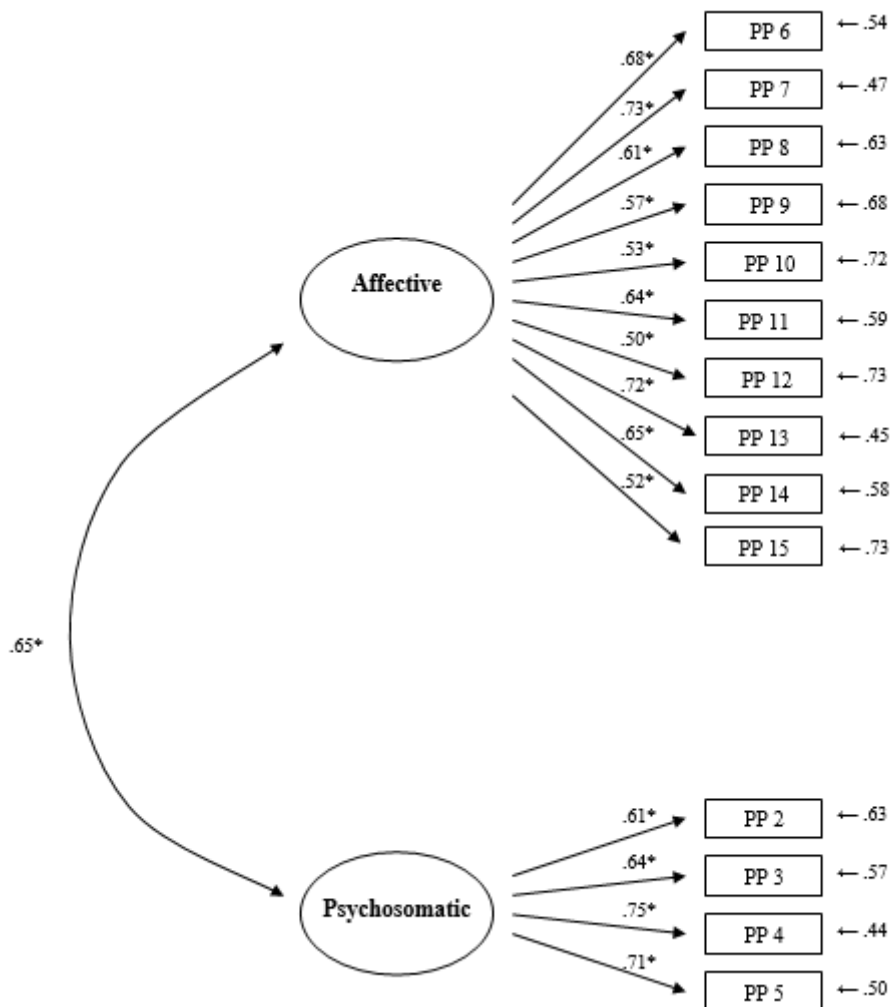 PP 6 ← .54
.68*
PP 7 ← .47
.73*
PP 8 ← .63
.61*
PP 9 ← .68
.57*
PP 10 ← .72
.53*
Affective
.64*
PP 11 ← .59
.50*
PP 12 ← .73
.72*
PP 13 ← .45
.65*
PP 14 ← .58
.52*
PP 15 ← .73
.65*
.61*
PP 2 ← .63
.64*
PP 3 ← .57
Psychosomatic
.75*
PP 4 ← .44
.71*
PP 5 ← .50